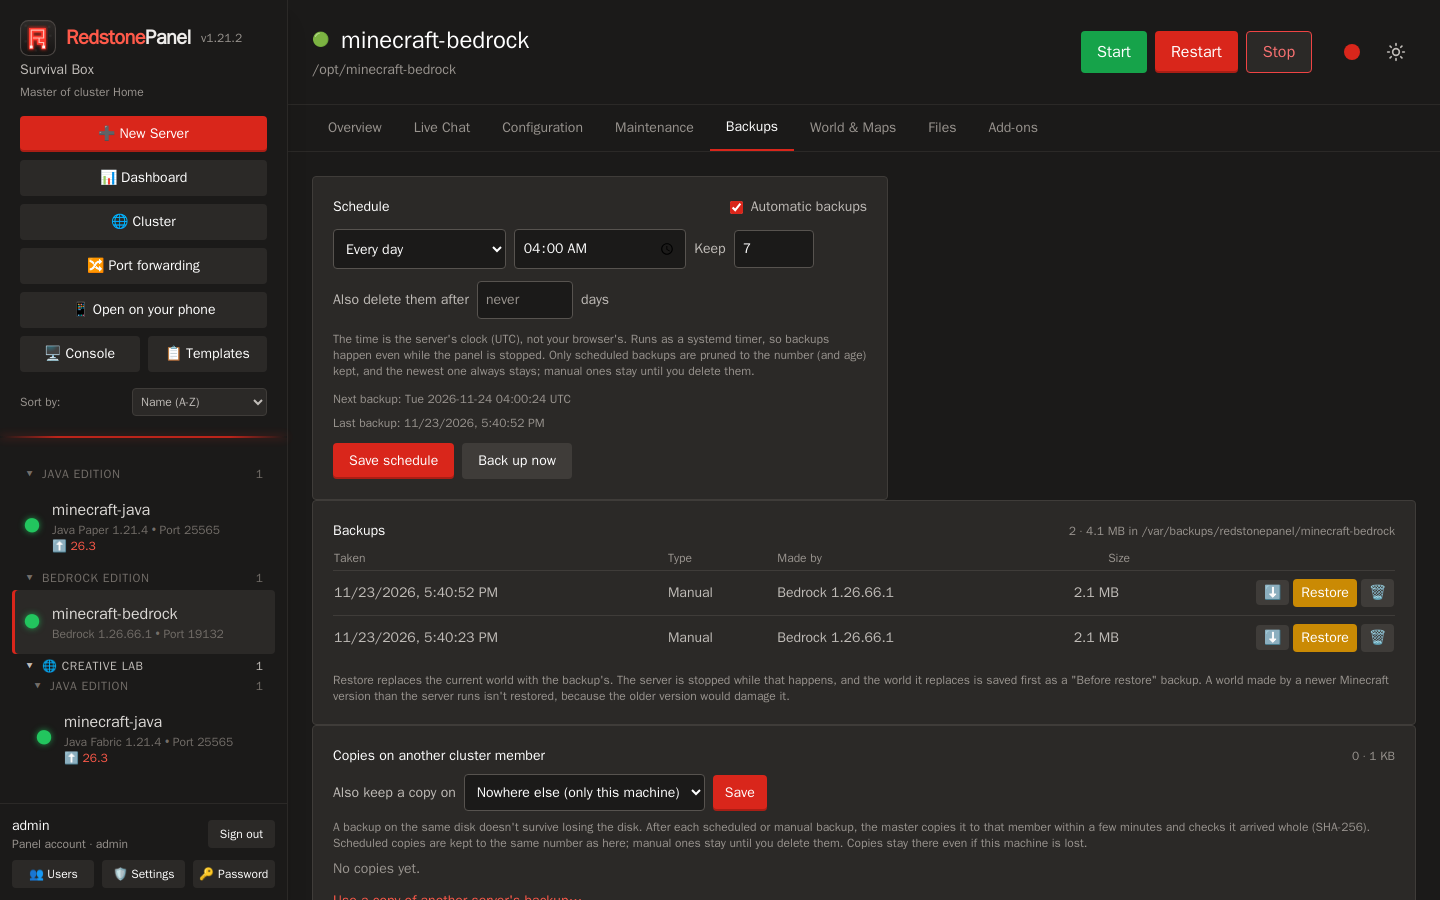 RedstonePanel v1.21.2
Survival Box
Master of cluster Home
➕ New Server
📊 Dashboard
🌐 Cluster
🔀 Port forwarding
📱 Open on your phone
🖥️ Console
📋 Templates
Sort by:
Name (A-Z)
JAVA EDITION 1
minecraft-java
Java Paper 1.21.4 • Port 25565
⬆️ 26.3
BEDROCK EDITION 1
minecraft-bedrock
Bedrock 1.26.66.1 • Port 19132
🌐 CREATIVE LAB 1
JAVA EDITION 1
minecraft-java
Java Fabric 1.21.4 • Port 25565
⬆️ 26.3
admin
Panel account · admin
Sign out
👥 Users
🛡️ Settings
🔑 Password
minecraft-bedrock
/opt/minecraft-bedrock
Start
Restart
Stop
Overview
Live Chat
Configuration
Maintenance
Backups
World & Maps
Files
Add-ons
Schedule
Automatic backups
Every day
04:00 AM
Keep
7
Also delete them after never days
The time is the server's clock (UTC), not your browser's. Runs as a systemd timer, so backups
happen even while the panel is stopped. Only scheduled backups are pruned to the number (and age)
kept, and the newest one always stays; manual ones stay until you delete them.
Next backup: Tue 2026-11-24 04:00:24 UTC
Last backup: 11/23/2026, 5:40:52 PM
Save schedule
Back up now
Backups
2 · 4.1 MB in /var/backups/redstonepanel/minecraft-bedrock
Taken Type Made by Size
11/23/2026, 5:40:52 PM Manual Bedrock 1.26.66.1 2.1 MB Restore
11/23/2026, 5:40:23 PM Manual Bedrock 1.26.66.1 2.1 MB Restore
Restore replaces the current world with the backup's. The server is stopped while that happens, and the world it replaces is saved first as a "Before restore" backup. A world made by a newer Minecraft
version than the server runs isn't restored, because the older version would damage it.
Copies on another cluster member
0 · 1 KB
Also keep a copy on
Nowhere else (only this machine)
Save
A backup on the same disk doesn't survive losing the disk. After each scheduled or manual backup, the master copies it to that member within a few minutes and checks it arrived whole (SHA-256).
Scheduled copies are kept to the same number as here; manual ones stay until you delete them. Copies stay there even if this machine is lost.
No copies yet.
Use a copy of another server's backup…